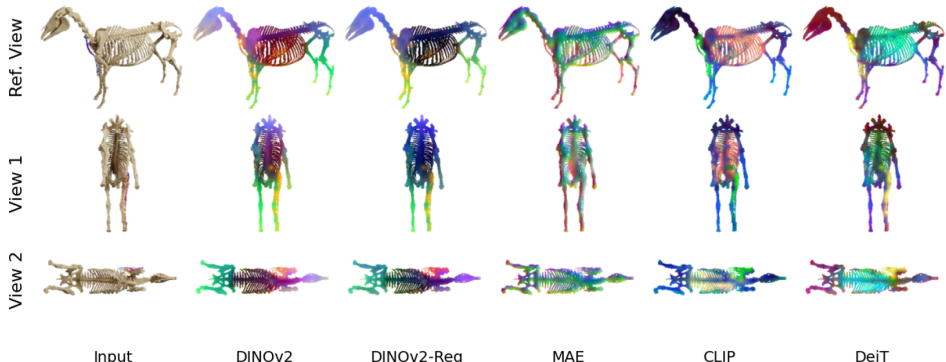 Ref. View
View 1
View 2
Input DINOv2 DINOv2-Reg MAE CLIP DeiT